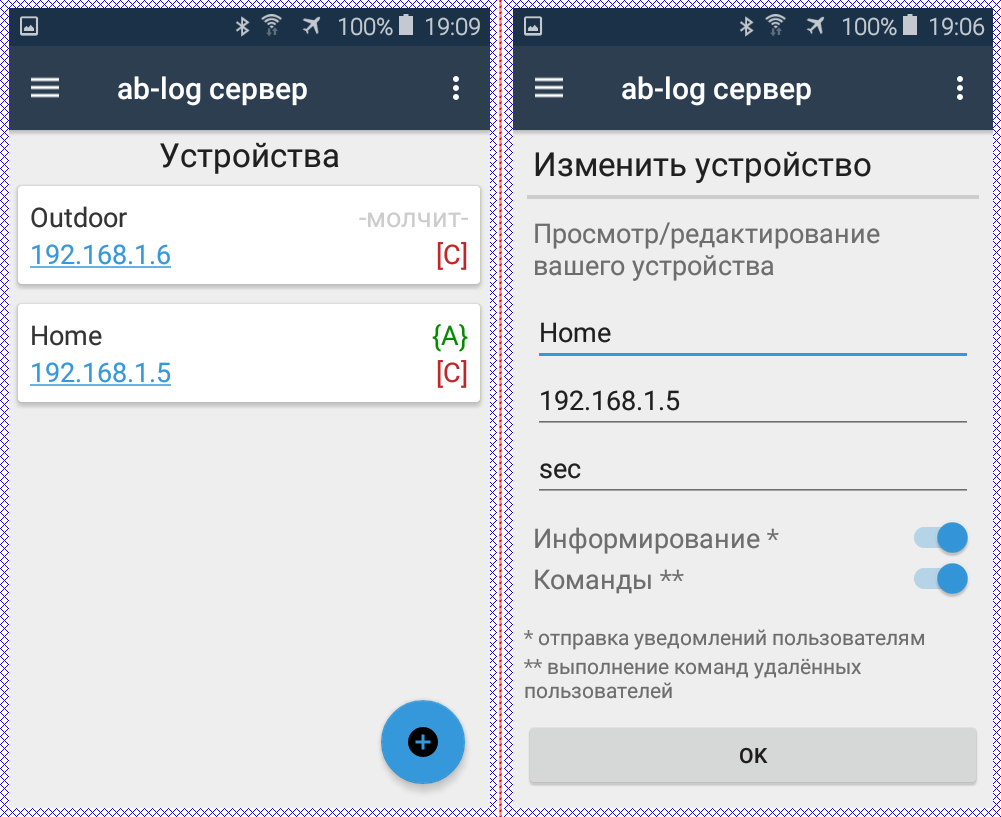 100% 19:09
ab-log сервер
Устройства
Outdoor -молчит-
192.168.1.6 [C]
Home {A}
192.168.1.5 [C]
100% 19:06
ab-log сервер
Изменить устройство
Просмотр/редактирование
вашего устройства
Home
192.168.1.5
sec
Информирование *
Команды **
* отправка уведомлений пользователям
** выполнение команд удалённых
пользователей
OK